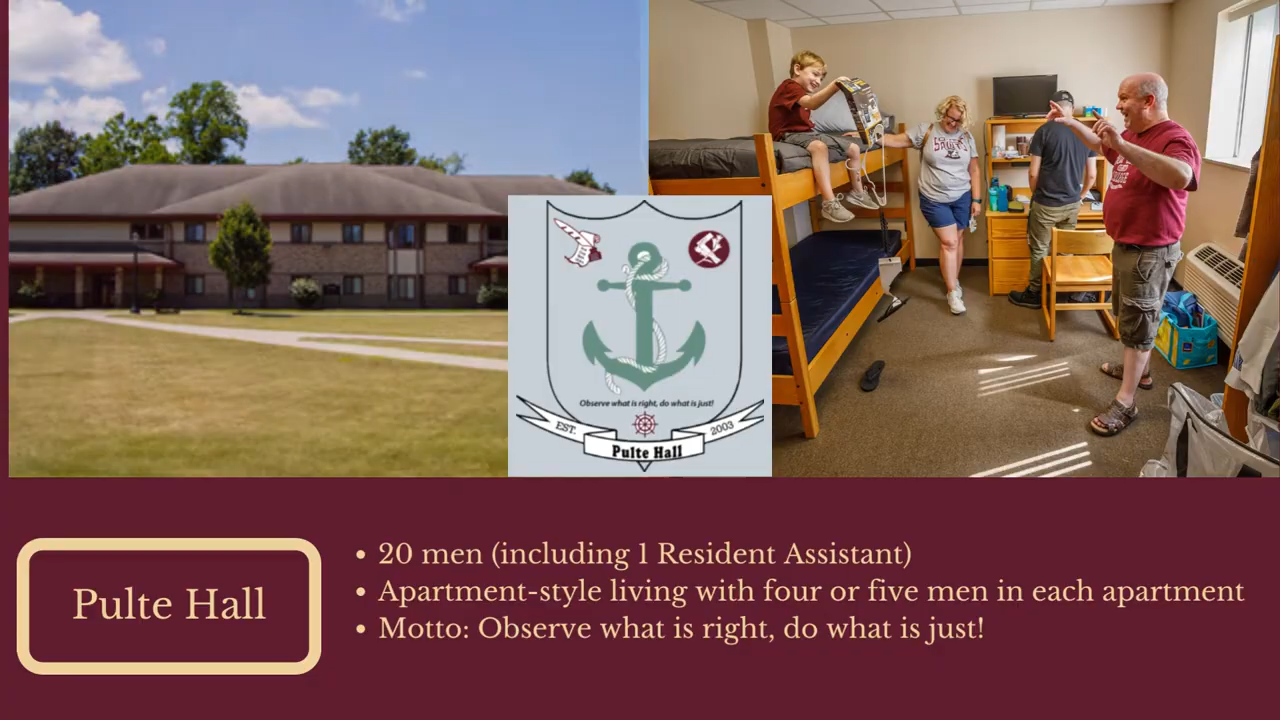 Observe what is right, do what is just!
EST.
2003
Pulte Hall
Pulte Hall
• 20 men (including 1 Resident Assistant)
• Apartment-style living with four or five men in each apartment
• Motto: Observe what is right, do what is just!